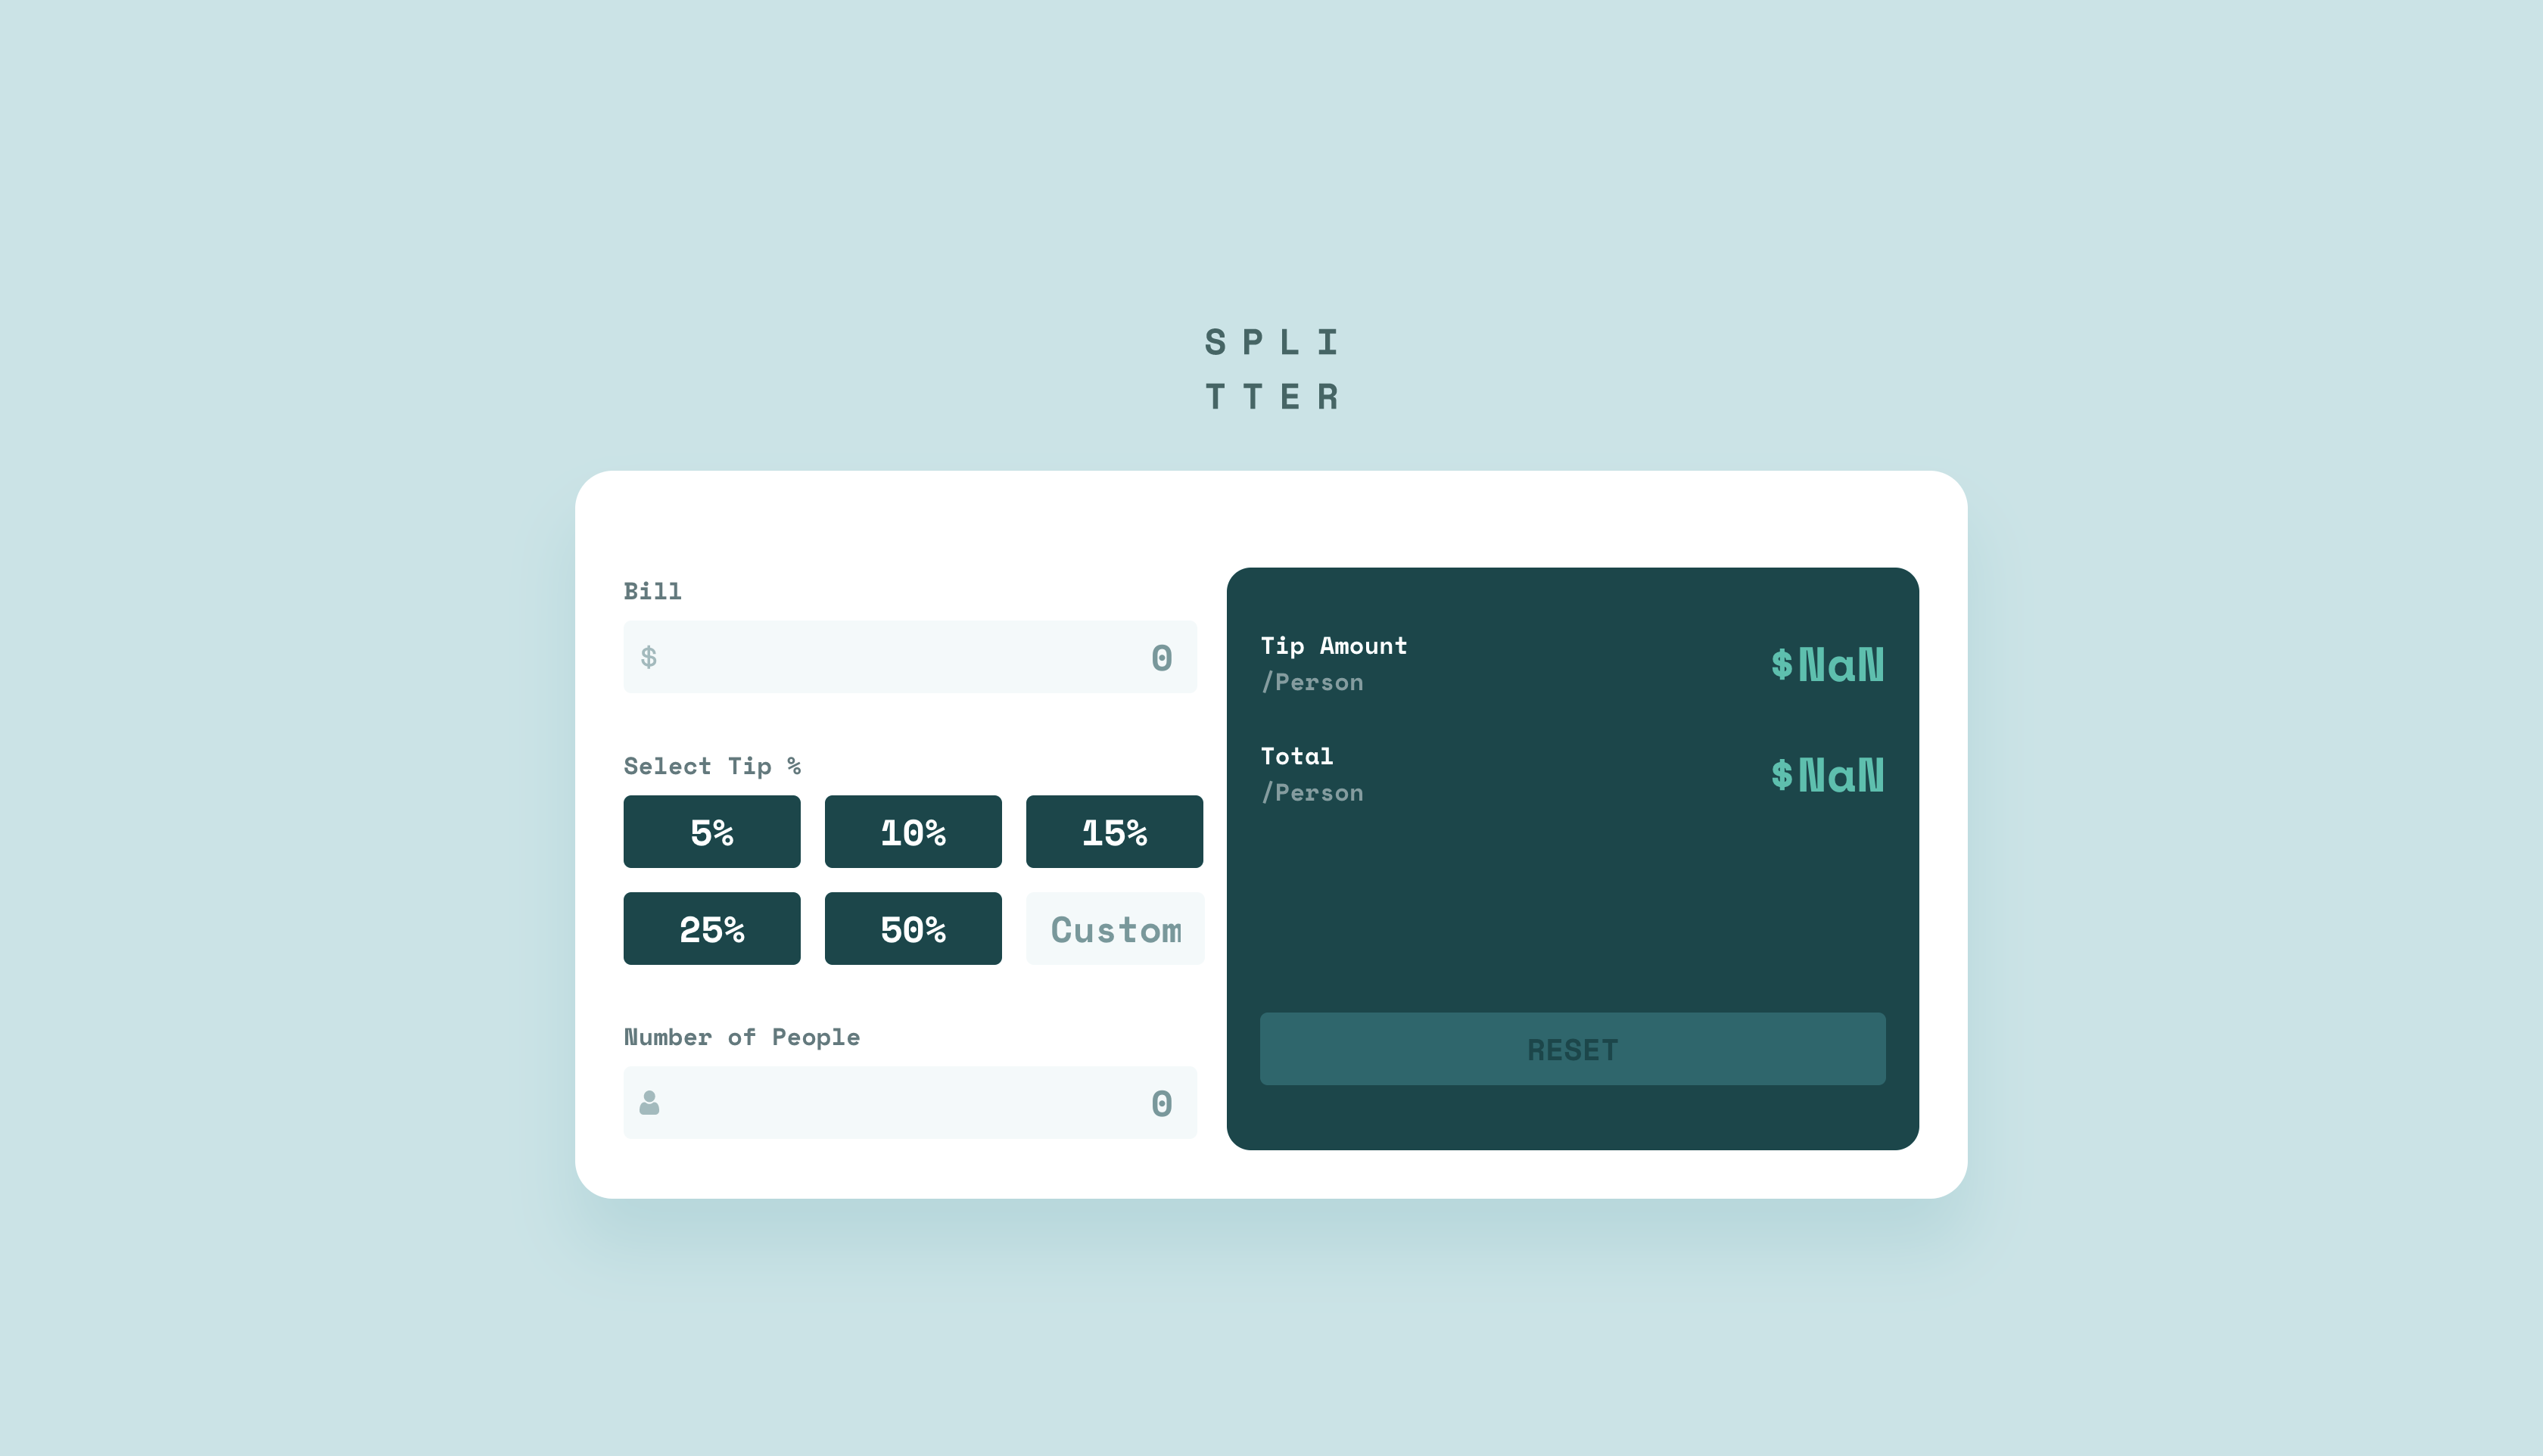 S P L I
T T E R
Bill
$ 0
Select Tip %
5% 10% 15%
25% 50% Custom
Number of People
0
Tip Amount
/Person
$NaN
Total
/Person
$NaN
RESET